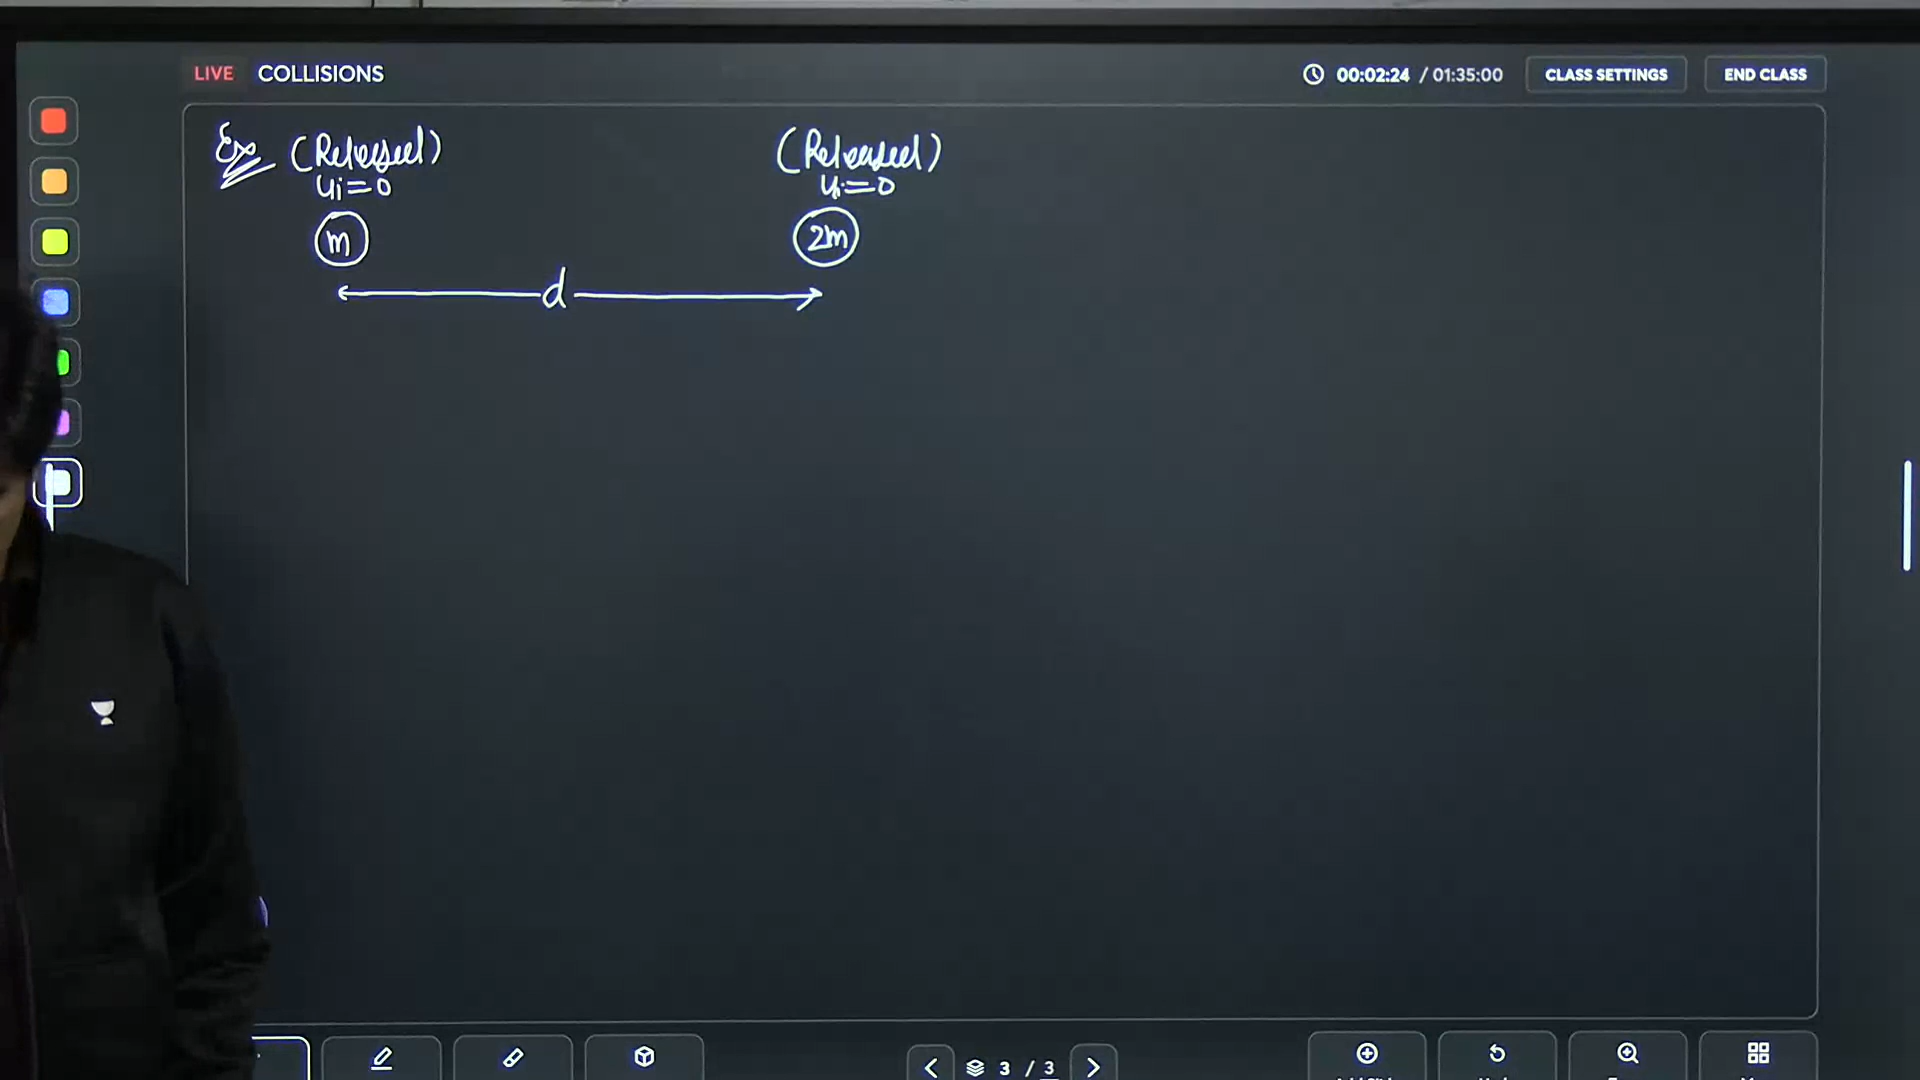 LIVE COLLISIONS 00:02:24 / 01:35:00 CLASS SETTINGS END CLASS
Ex (Released) (Released)
ui=0 ui=0
m 2m
d
3 / 3